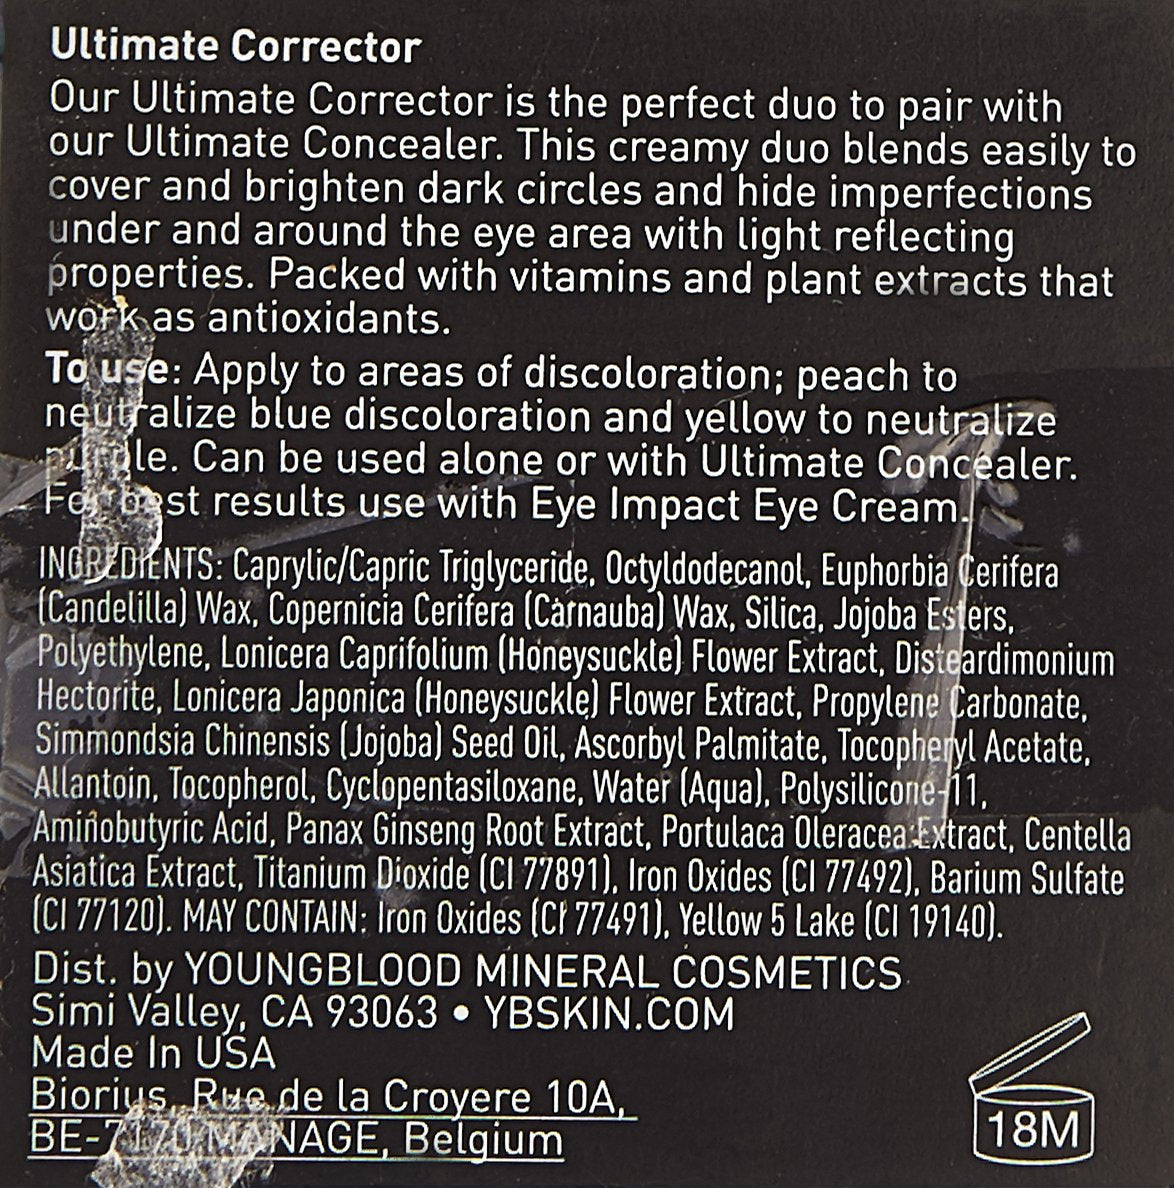 Ultimate Corrector
Our Ultimate Corrector is the perfect duo to pair with
our Ultimate Concealer. This creamy duo blends easily to
cover and brighten dark circles and hide imperfections
under and around the eye area with light reflecting
properties. Packed with vitamins and plant extracts that
work as antioxidants.
To use: Apply to areas of discoloration; peach to
neutralize blue discoloration and yellow to neutralize
purple. Can be used alone or with Ultimate Concealer.
For best results use with Eye Impact Eye Cream.
INGREDIENTS: Caprylic/Capric Triglyceride, Octyldodecanol, Euphorbia Cerifera
(Candelilla) Wax, Copernicia Cerifera (Carnauba) Wax, Silica, Jojoba Esters,
Polyethylene, Lonicera Caprifolium (Honeysuckle) Flower Extract, Disteardimonium
Hectorite, Lonicera Japonica (Honeysuckle) Flower Extract, Propylene Carbonate,
Simmondsia Chinensis (Jojoba) Seed Oil, Ascorbyl Palmitate, Tocopheryl Acetate,
Allantoin, Tocopherol, Cyclopentasiloxane, Water (Aqua), Polysilicone-11,
Aminobutyric Acid, Panax Ginseng Root Extract, Portulaca Oleracea Extract, Centella
Asiatica Extract, Titanium Dioxide (CI 77891), Iron Oxides (CI 77492), Barium Sulfate
(CI 77120). MAY CONTAIN: Iron Oxides (CI 77491), Yellow 5 Lake (CI 19140).
Dist. by YOUNGBLOOD MINERAL COSMETICS
Simi Valley, CA 93063 • YBSKIN.COM
Made In USA
Biorius, Rue de la Croyere 10A,
BE-7170 MANAGE, Belgium
18M